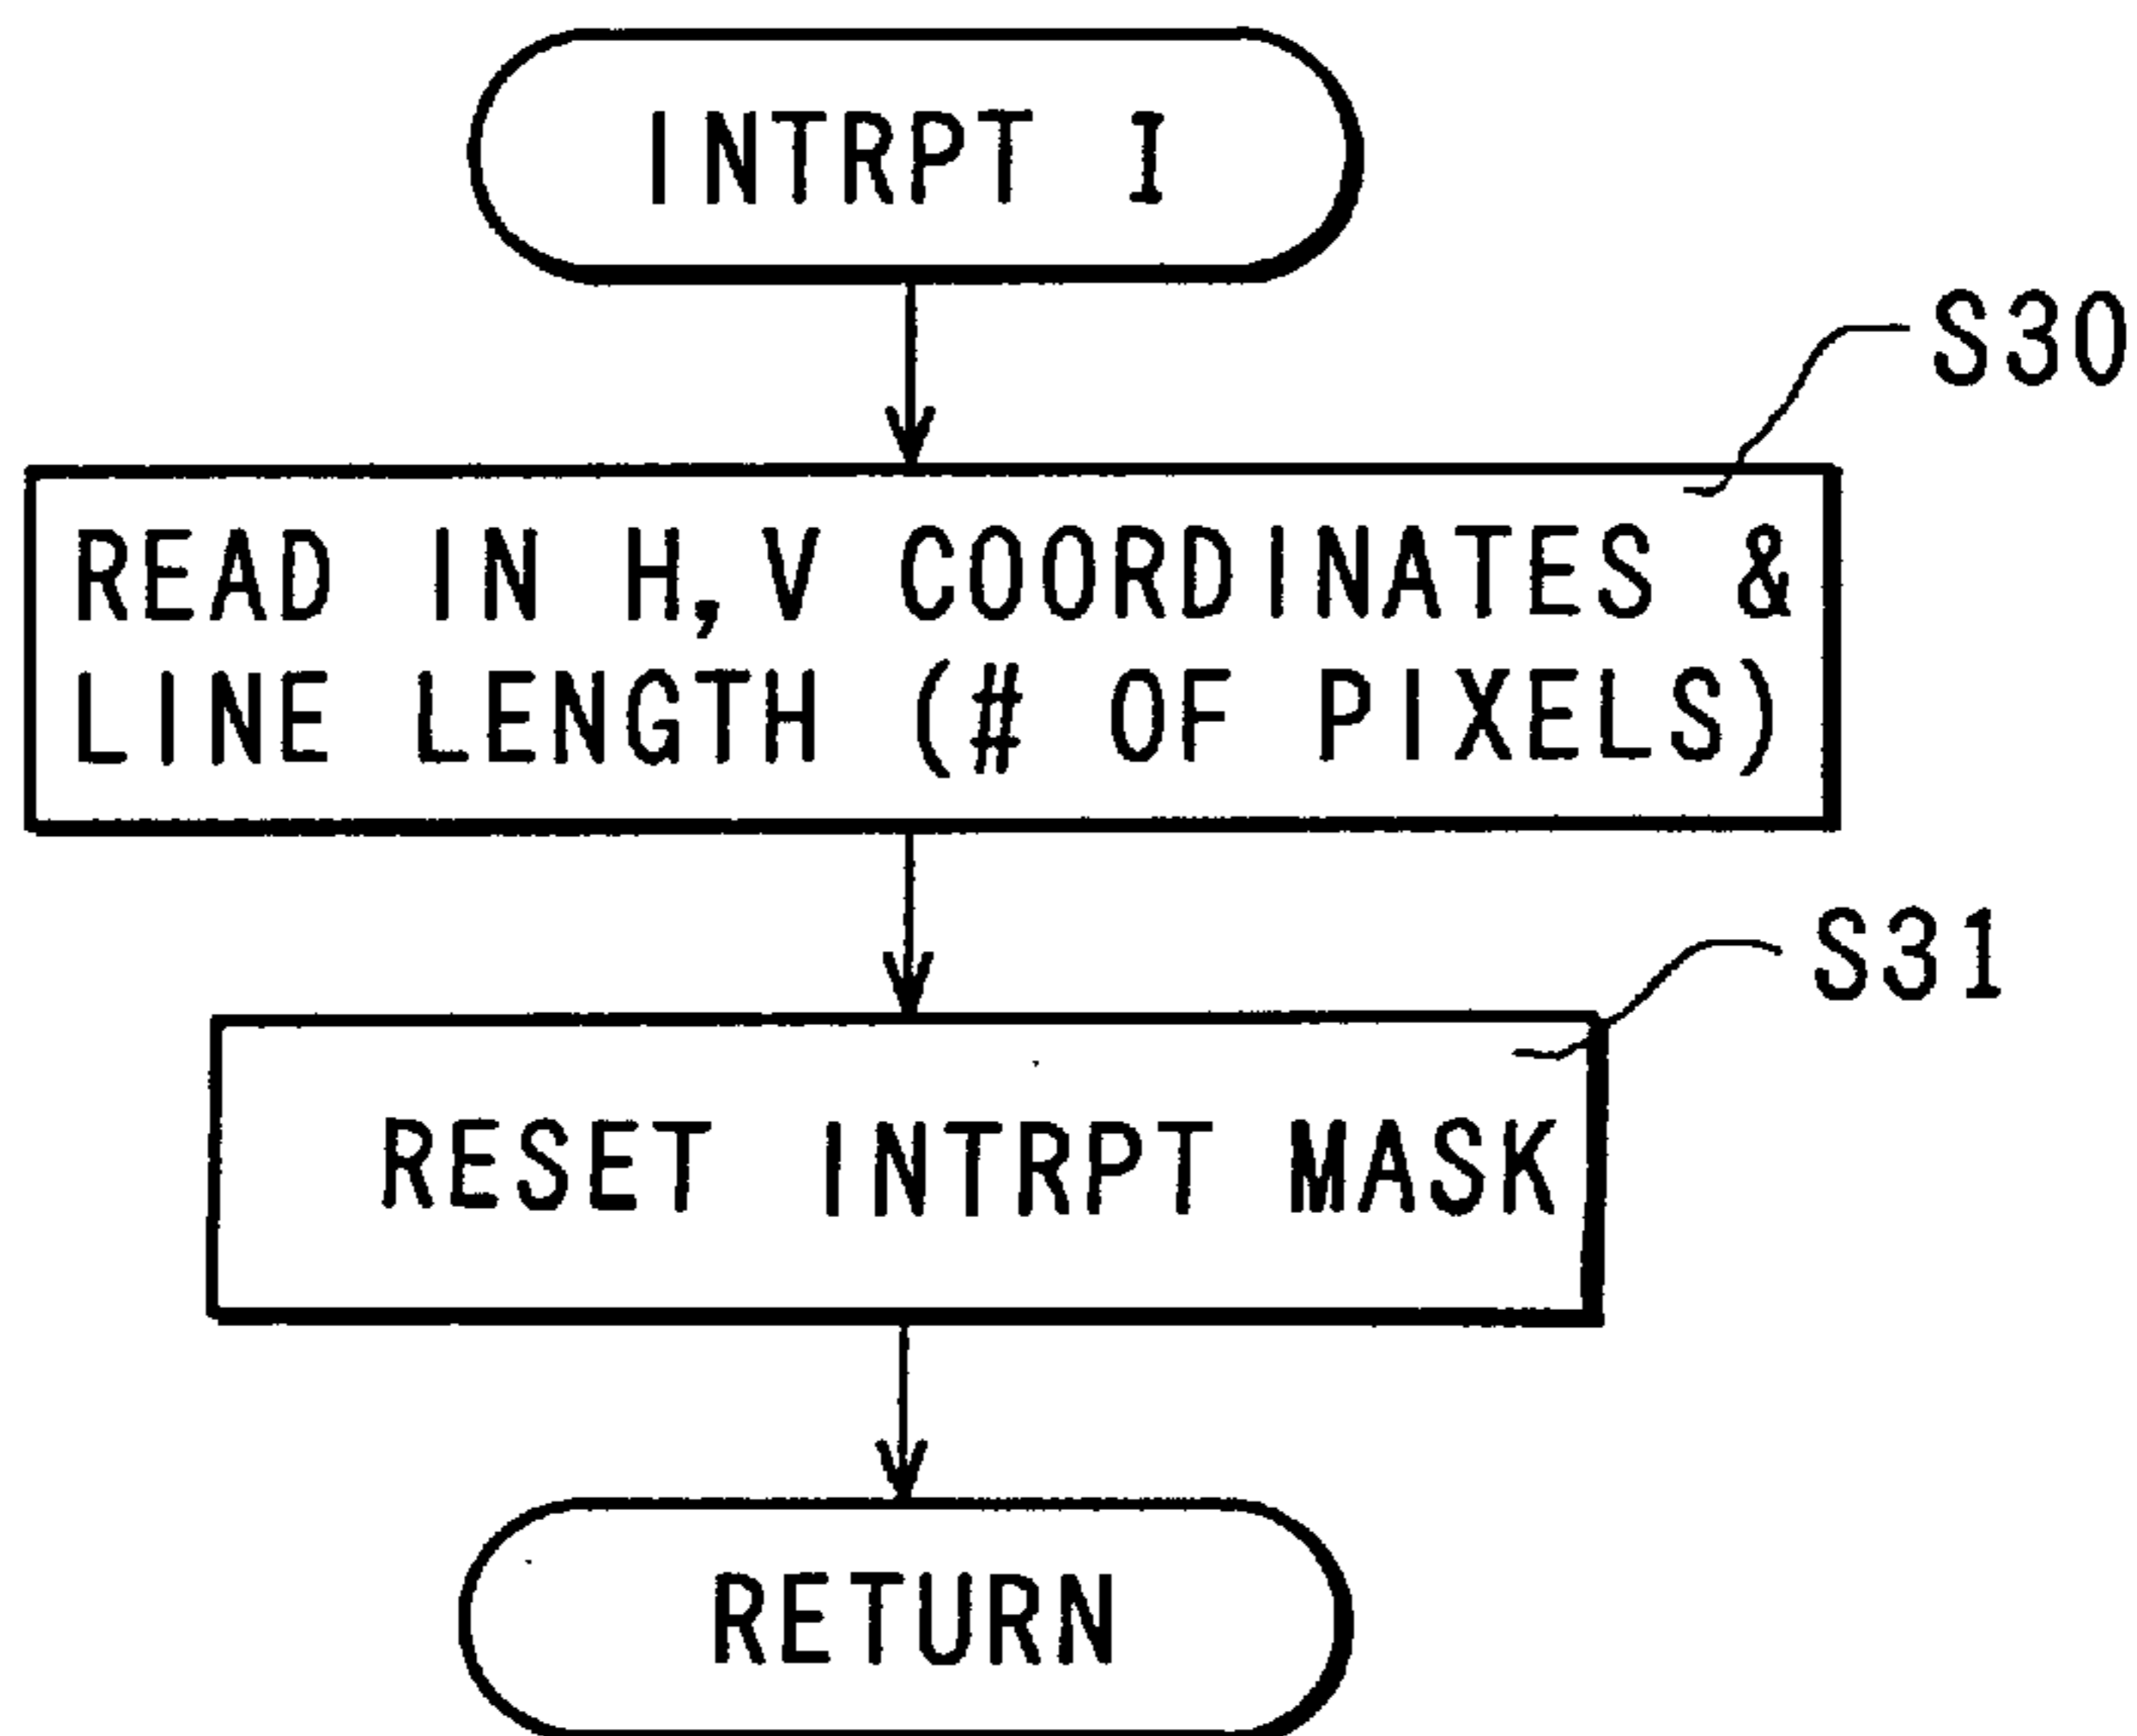 INTRPT I
S30
READ IN H,V COORDINATES &
LINE LENGTH (# OF PIXELS)
S31
RESET INTRPT MASK
RETURN